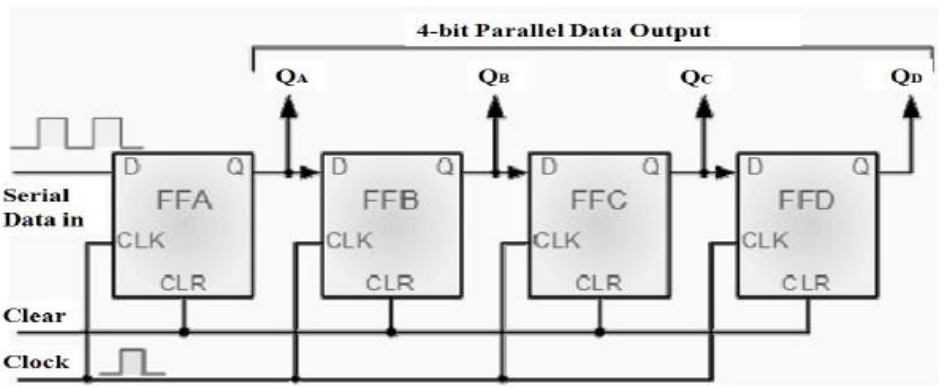 4-bit Parallel Data Output
QA QB QC QD
D Q D Q D Q D Q
FFA FFB FFC FFD
Serial
Data in
CLK CLK CLK CLK
CLR CLR CLR CLR
Clear
Clock